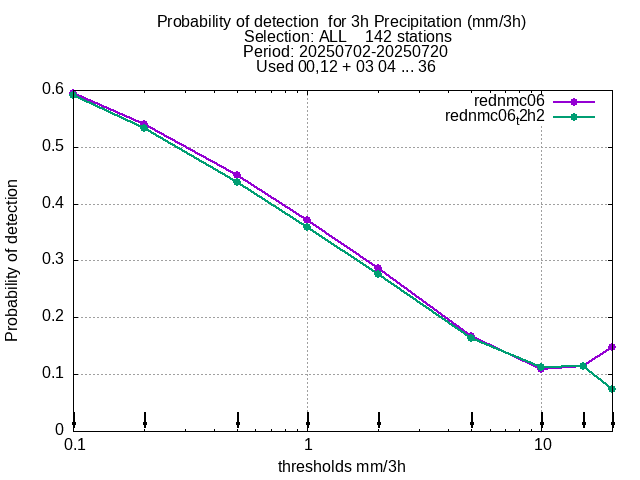 Probability of detection  for 3h Precipitation (mm/3h)
Selection: ALL    142 stations
Period: 20250702-20250720
Used 00,12 + 03 04 ... 36
rednmc06
rednmc06_t2h2
Probability of detection
0.6
0.5
0.4
0.3
0.2
0.1
0
0.1
1
10
thresholds mm/3h